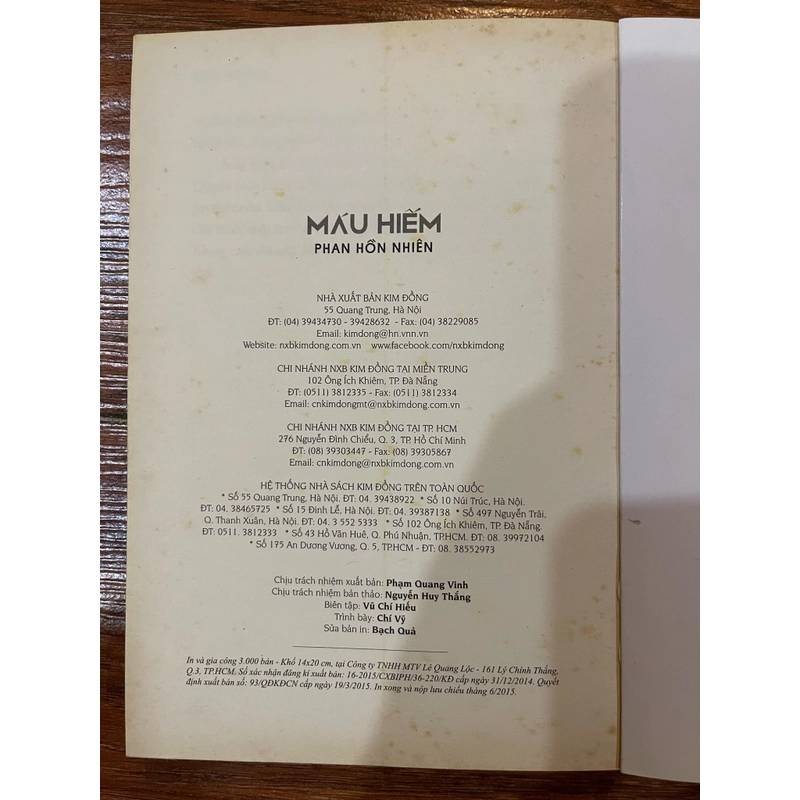 MÁU HIẾM
PHAN HỒN NHIÊN
NHÀ XUẤT BẢN KIM ĐỒNG
55 Quang Trung, Hà Nội
ĐT: (04) 39434730 - 39428632 - Fax: (04) 38229085
Email: kimdong@hn.vnn.vn
Website: nxbkimdong.com.vn www.facebook.com/nxbkimdong
CHI NHÁNH NXB KIM ĐỒNG TẠI MIỀN TRUNG
102 Ông Ích Khiêm, TP. Đà Nẵng
ĐT: (0511) 3812335 - Fax: (0511) 3812334
Email: cnkimdongmt@nxbkimdong.com.vn
CHI NHÁNH NXB KIM ĐỒNG TẠI TP. HCM
276 Nguyễn Đình Chiểu, Q. 3, TP. Hồ Chí Minh
ĐT: (08) 39303447 - Fax: (08) 39305867
Email: cnkimdong@nxbkimdong.com.vn
HỆ THỐNG NHÀ SÁCH KIM ĐỒNG TRÊN TOÀN QUỐC
* Số 55 Quang Trung, Hà Nội. ĐT: 04. 39438922 * Số 10 Núi Trúc, Hà Nội.
ĐT: 04. 38465725 * Số 15 Đinh Lễ, Hà Nội. ĐT: 04. 39387138 * Số 497 Nguyễn Trãi,
Q. Thanh Xuân, Hà Nội. ĐT: 04. 3 552 5333 * Số 102 Ông Ích Khiêm, TP. Đà Nẵng.
ĐT: 0511. 3812333 * Số 43 Hồ Văn Huê, Q. Phú Nhuận, TP.HCM. ĐT: 08. 39972104
* Số 175 An Dương Vương, Q. 5, TP.HCM - ĐT: 08. 38552973
Chịu trách nhiệm xuất bản: Phạm Quang Vinh
Chịu trách nhiệm bản thảo: Nguyễn Huy Thắng
Biên tập: Vũ Chí Hiếu
Trình bày: Chí Vỹ
Sửa bản in: Bạch Quả
In và gia công 3.000 bản - Khổ 14x20 cm, tại Công ty TNHH MTV Lê Quang Lộc - 161 Lý Chính Thắng,
Q.3, TP.HCM. Số xác nhận đăng kí xuất bản: 16-2015/CXBIPH/36-220/KĐ cấp ngày 31/12/2014. Quyết
định xuất bản số: 93/QĐKĐCN cấp ngày 19/3/2015. In xong và nộp lưu chiểu tháng 6/2015.